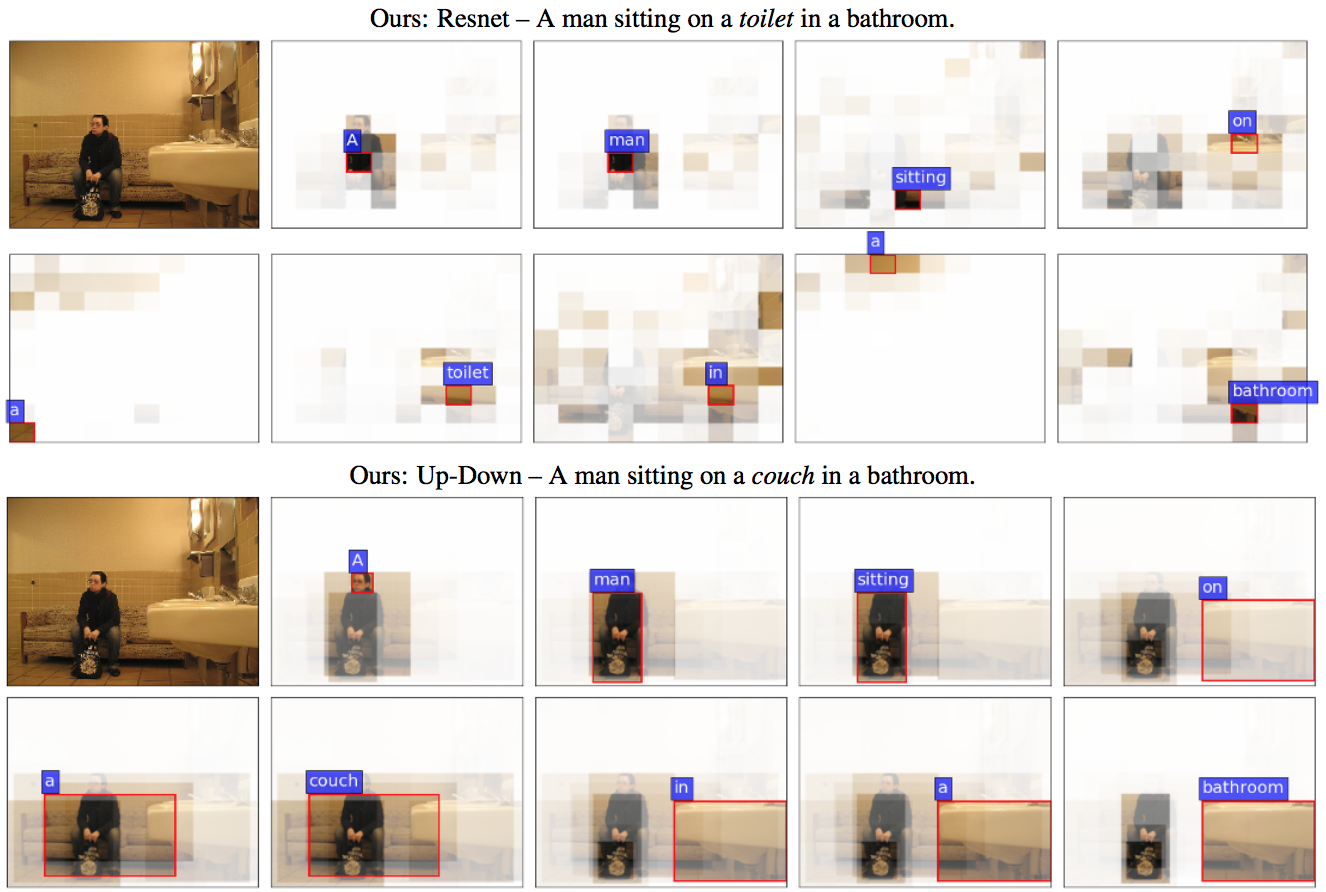 Ours: Resnet – A man sitting on a toilet in a bathroom.
A
man
sitting
on
a
toilet
in
a
bathroom
Ours: Up-Down – A man sitting on a couch in a bathroom.
A
man
sitting
on
a
couch
in
a
bathroom